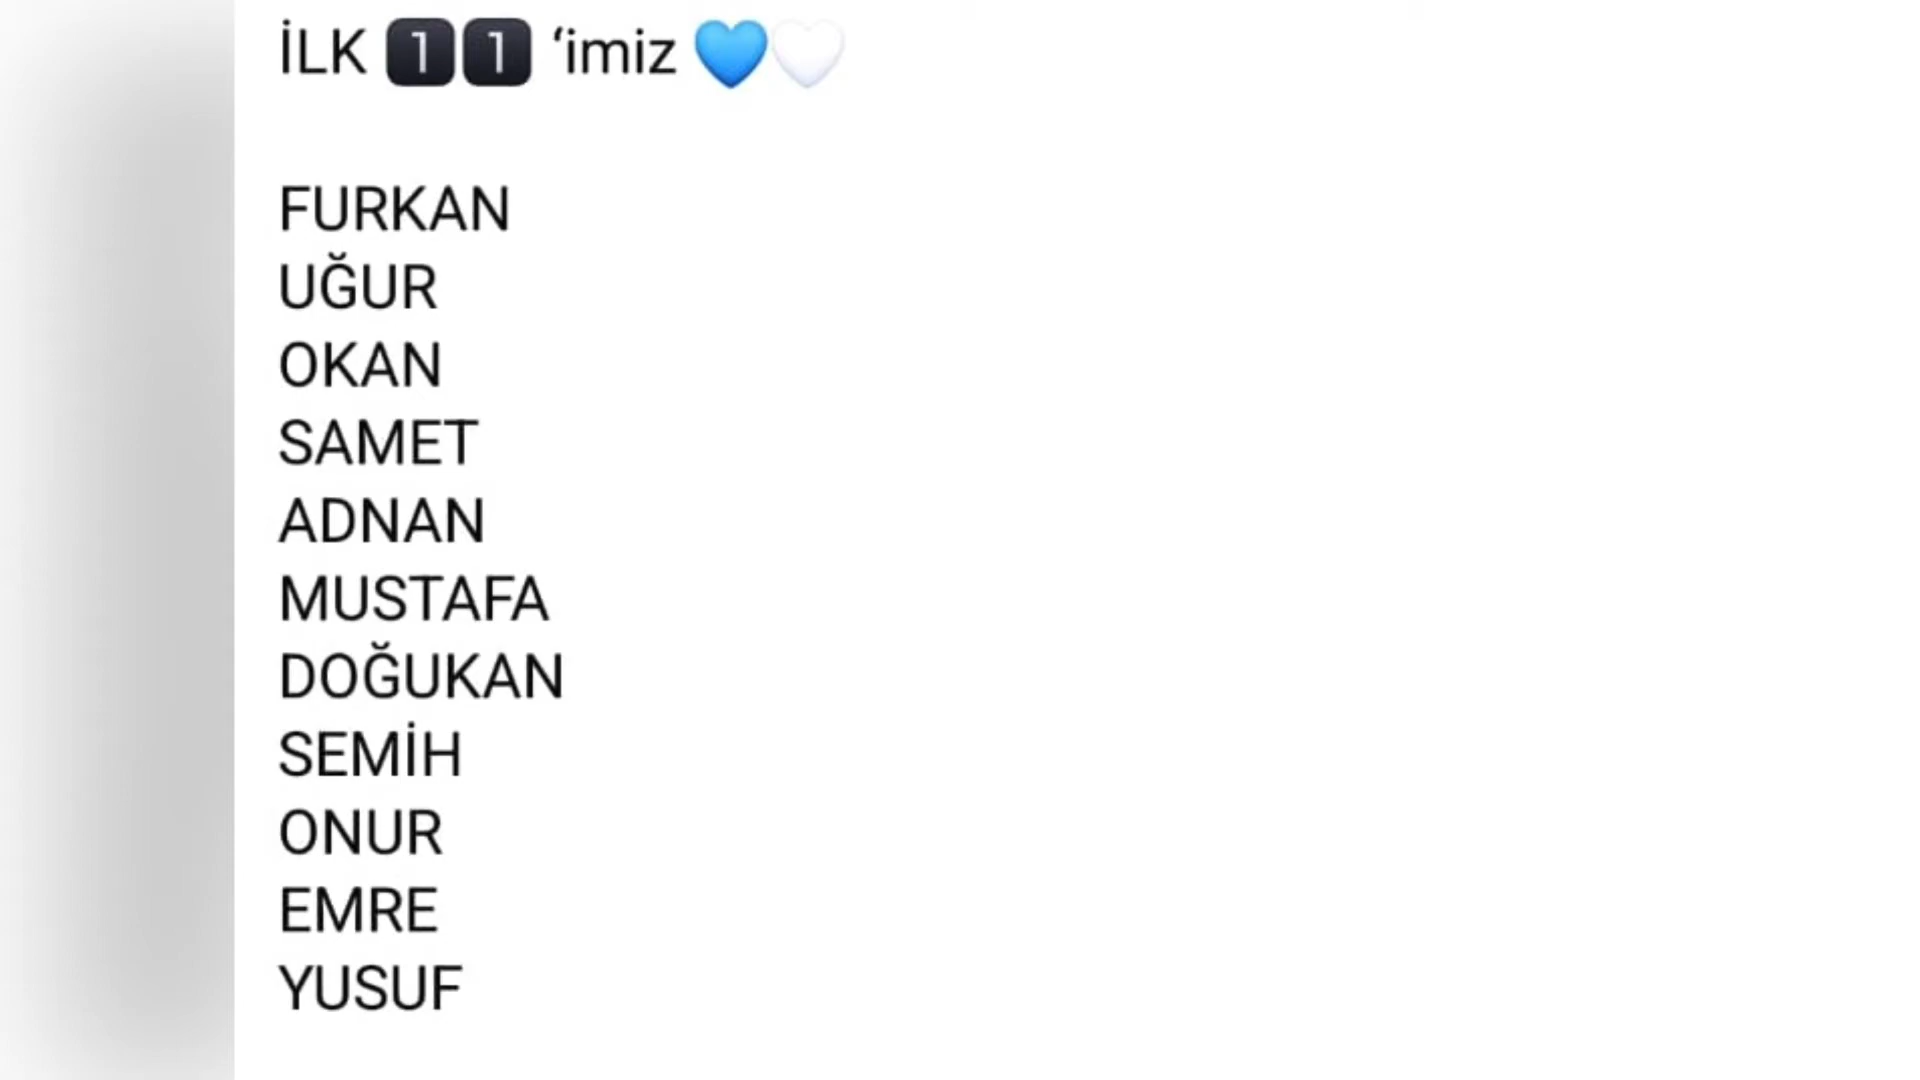 İLK 1️⃣1️⃣ ‘imiz 💙🤍
FURKAN
UĞUR
OKAN
SAMET
ADNAN
MUSTAFA
DOĞUKAN
SEMİH
ONUR
EMRE
YUSUF